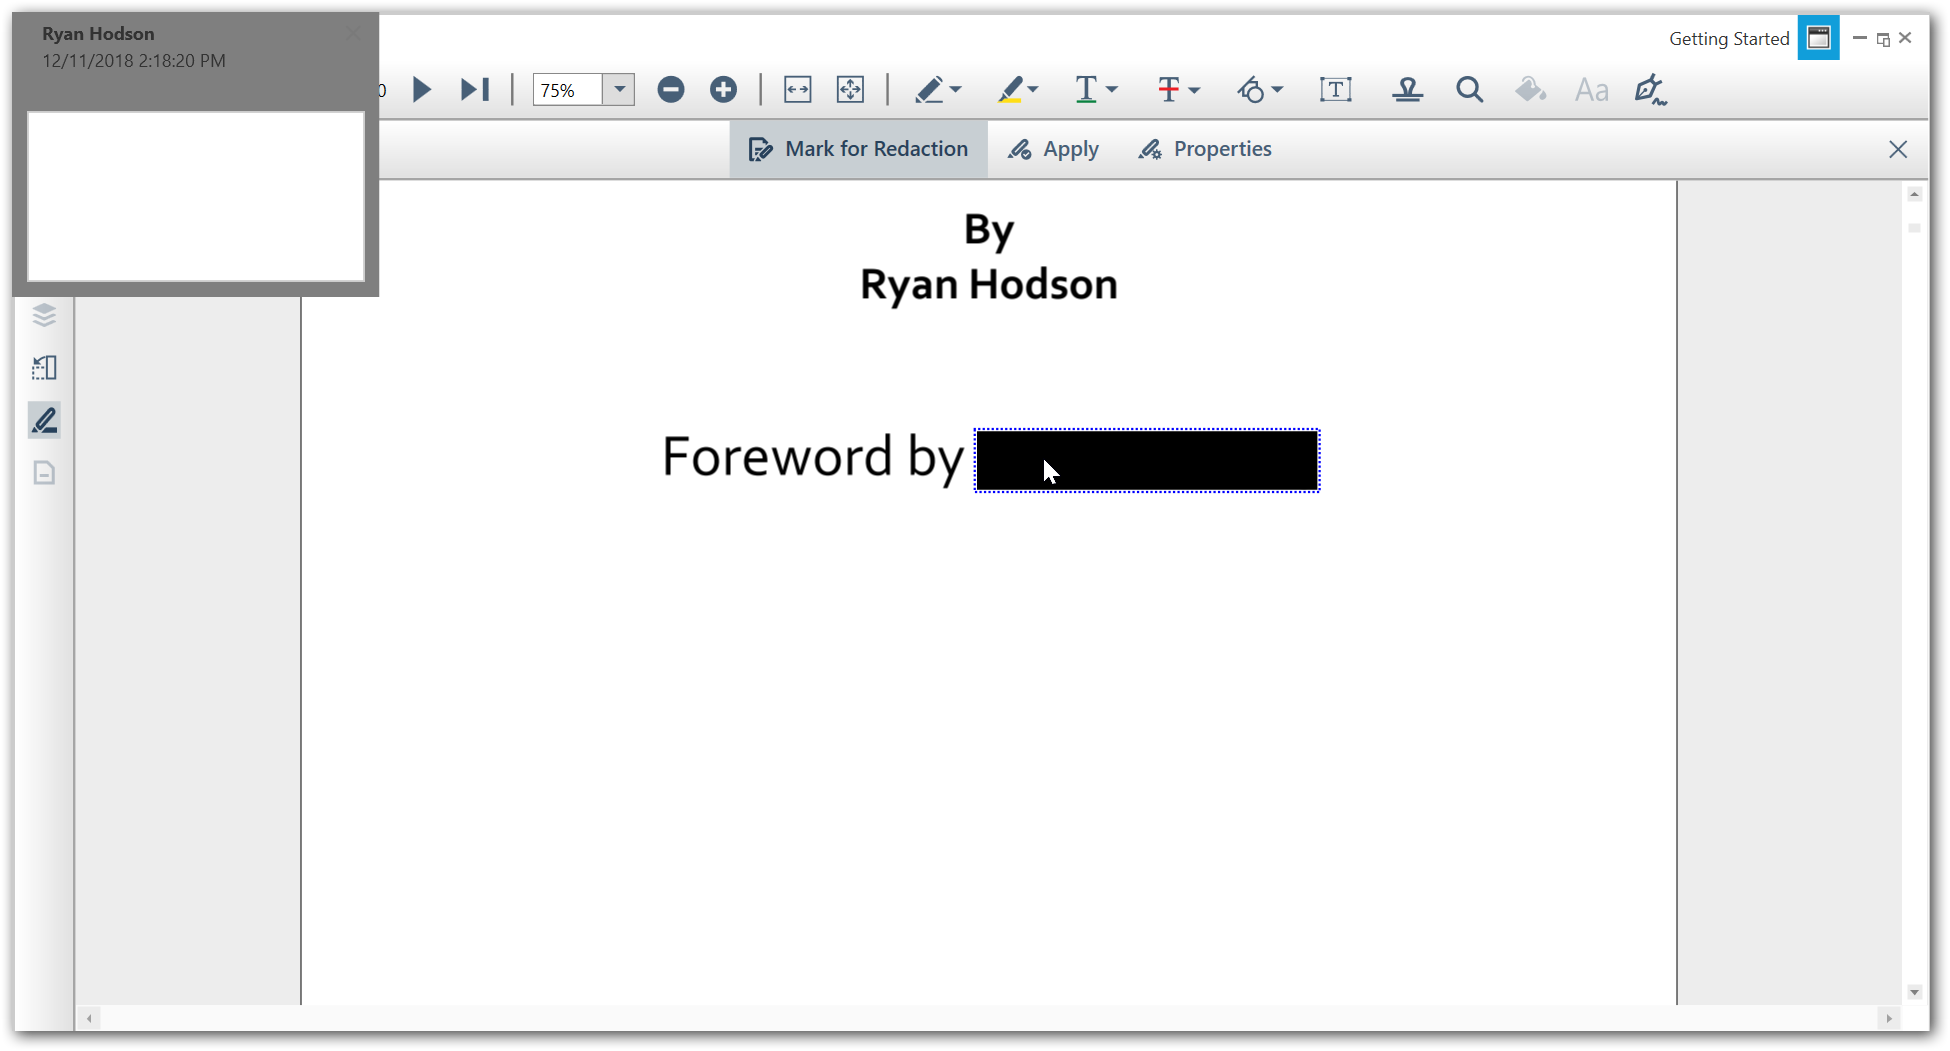 Ryan Hodson
12/11/2018 2:18:20 PM
Getting Started
0
75%
T
T
T
Aa
Mark for Redaction
Apply
Properties
By
Ryan Hodson
Foreword by